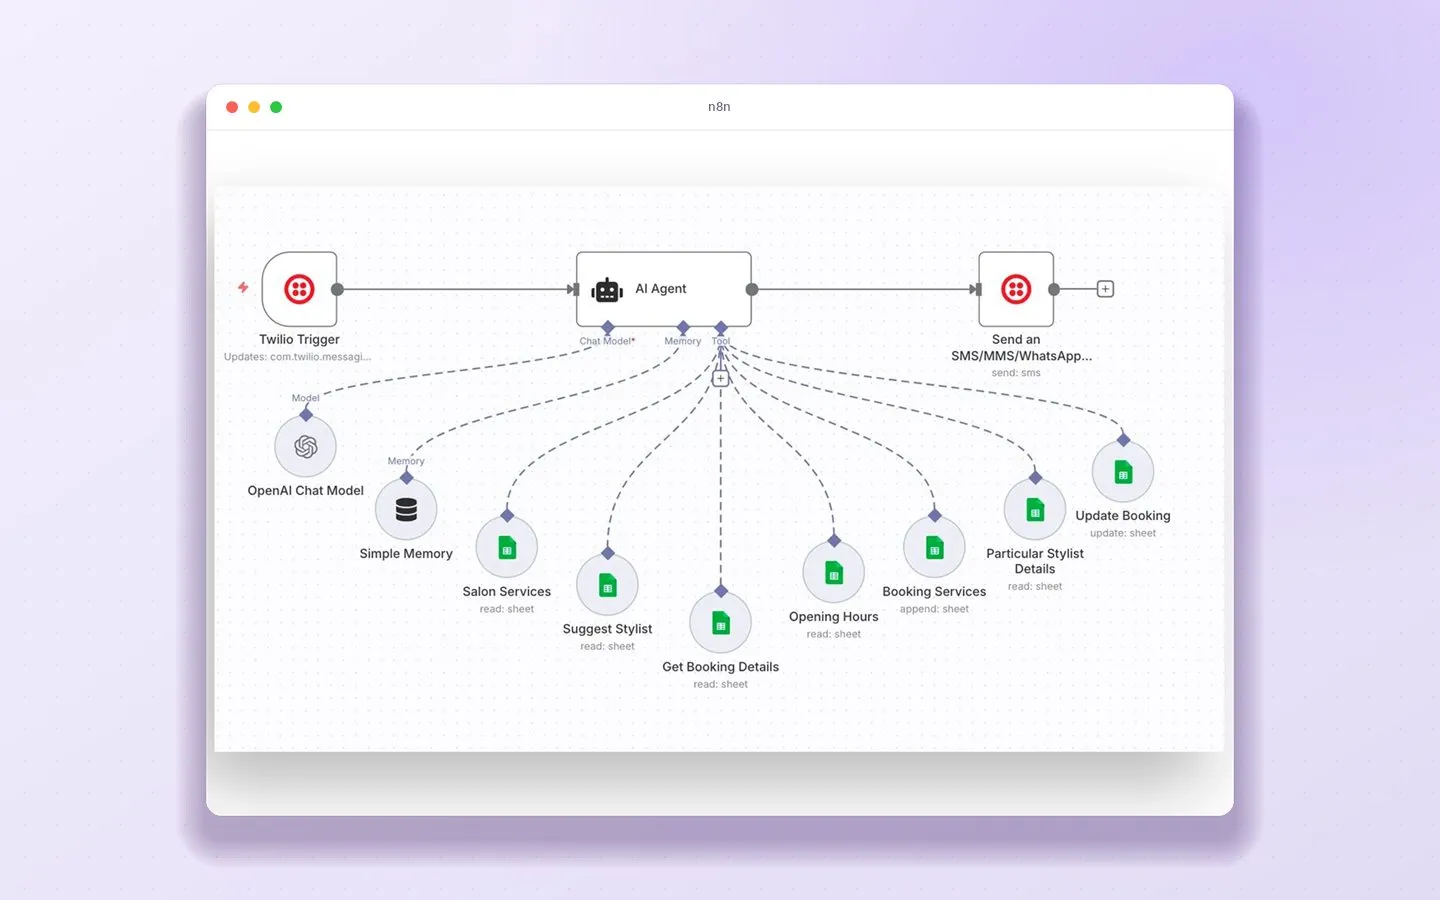 n8n
AI Agent
Twilio Trigger
Updates: com.twilio.messagi...
Chat Model*
Memory
Tool
Send an
SMS/MMS/WhatsApp...
send: sms
Model
OpenAI Chat Model
Memory
Simple Memory
Salon Services
read: sheet
Suggest Stylist
read: sheet
Get Booking Details
read: sheet
Opening Hours
read: sheet
Booking Services
append: sheet
Particular Stylist
Details
read: sheet
Update Booking
update: sheet